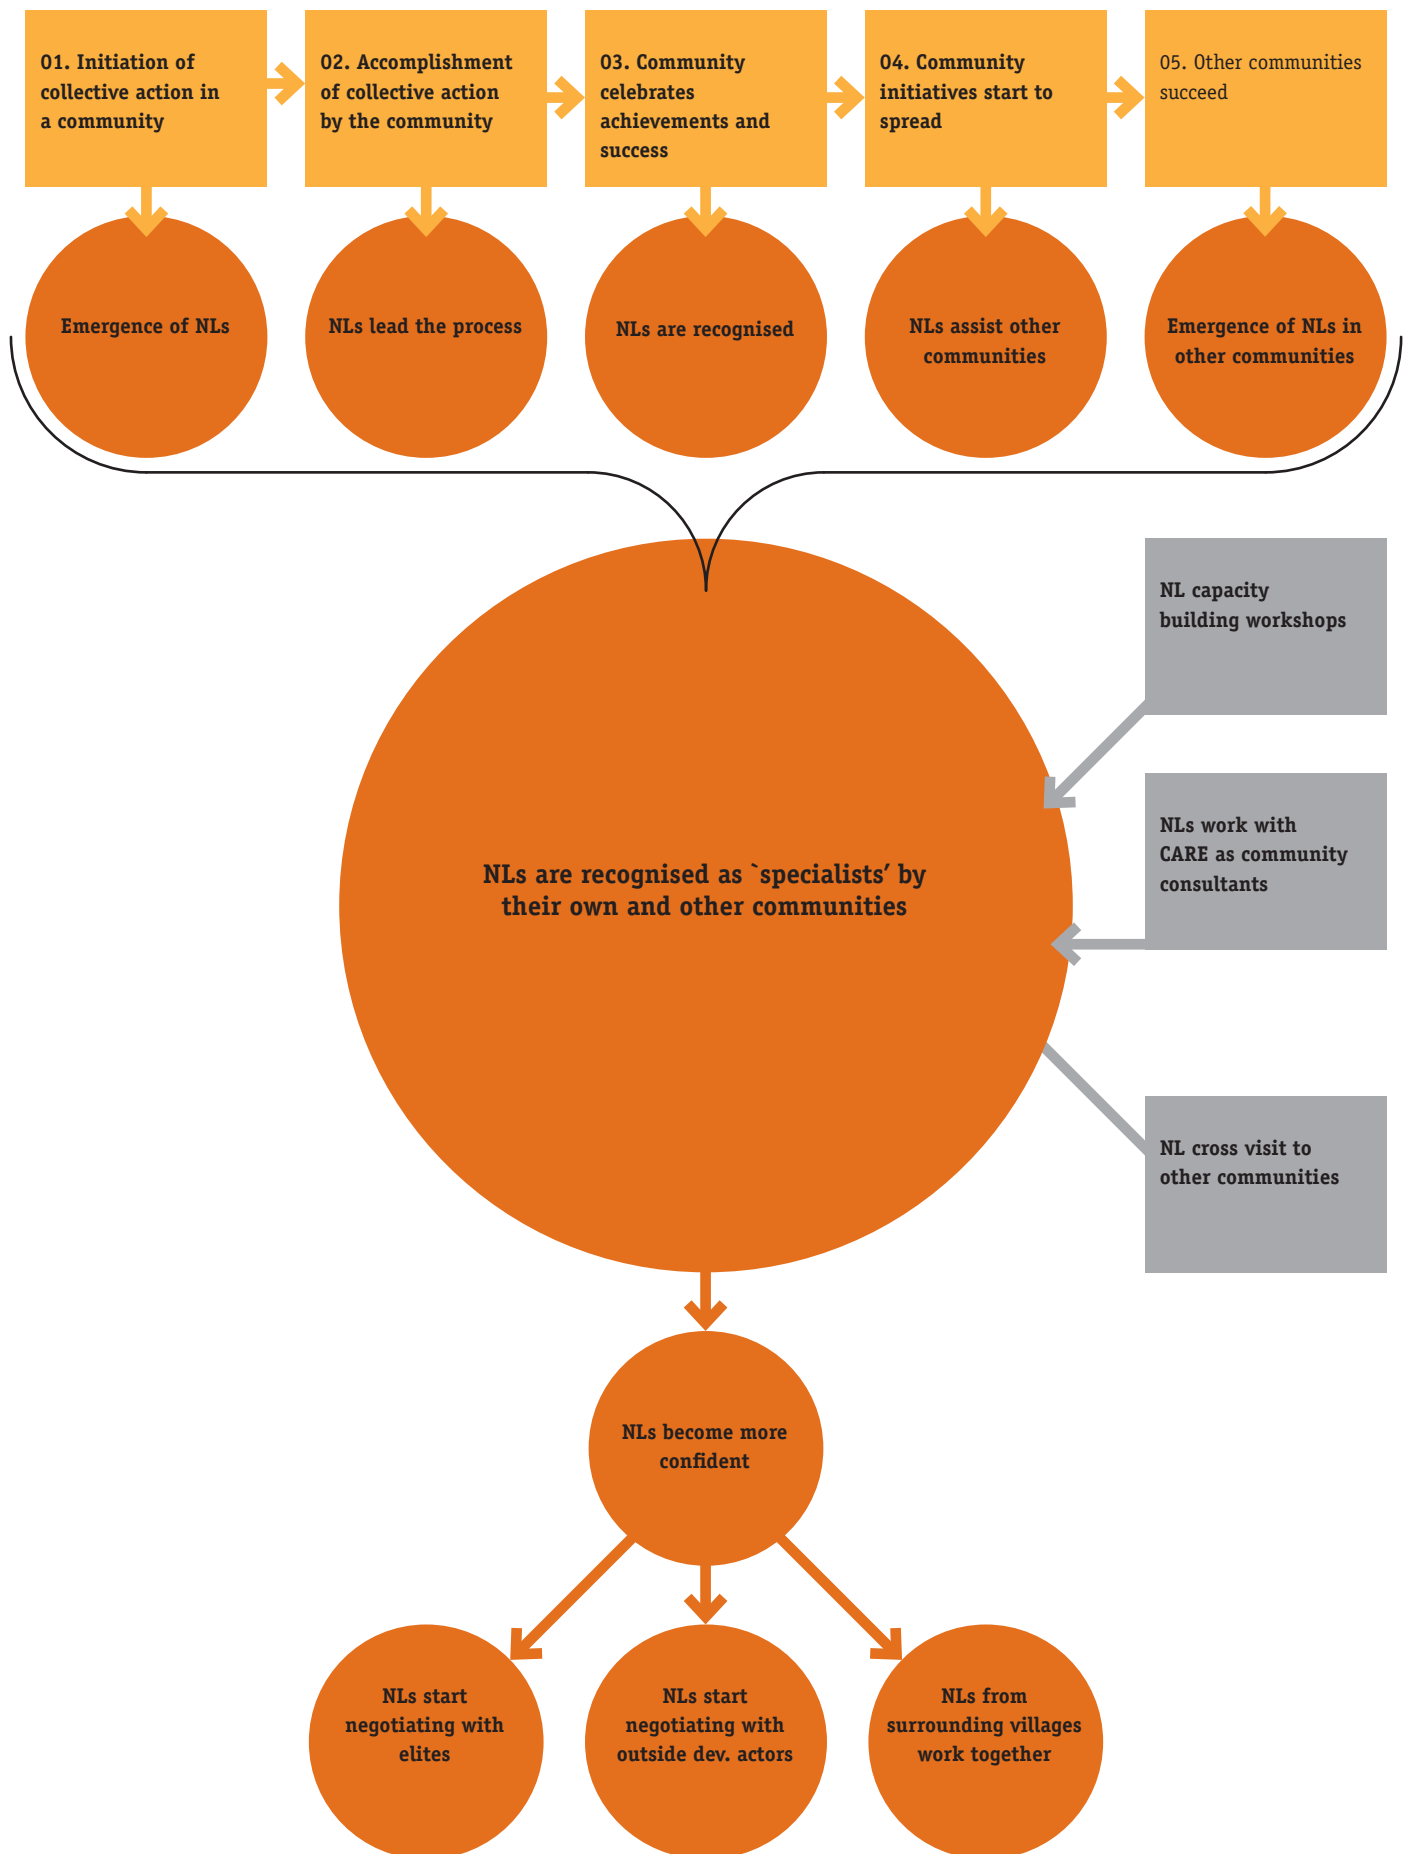 01. Initiation of
collective action in
a community
02. Accomplishment
of collective action
by the community
03. Community
celebrates
achievements and
success
04. Community
initiatives start to
spread
05. Other communities
succeed
Emergence of NLs
NLs lead the process
NLs are recognised
NLs assist other
communities
Emergence of NLs in
other communities
NL capacity
building workshops
NLs work with
CARE as community
consultants
NLs are recognised as `specialists’ by
their own and other communities
NL cross visit to
other communities
NLs become more
confident
NLs start
negotiating with
elites
NLs start
negotiating with
outside dev. actors
NLs from
surrounding villages
work together